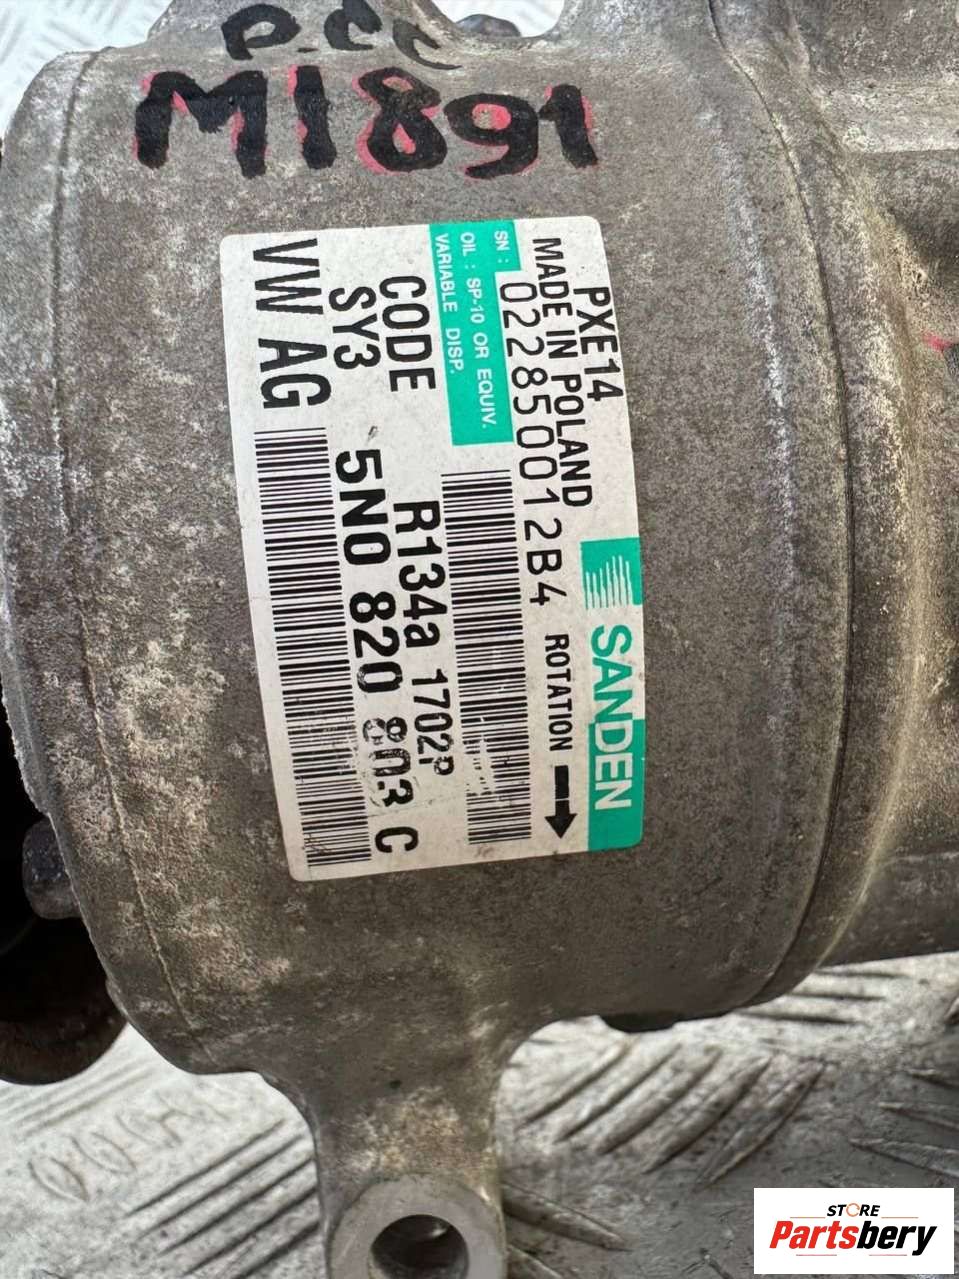 PCC
M1891
SANDEN
PXE14
MADE IN POLAND
ROTATION
SN :
02285001 2B4
OIL : SP-10 OR EQUIV.
VARIABLE DISP.
R134a 1702P
CODE
SY3
5N0 820 803 C
VW AG
STORE
Partsbery